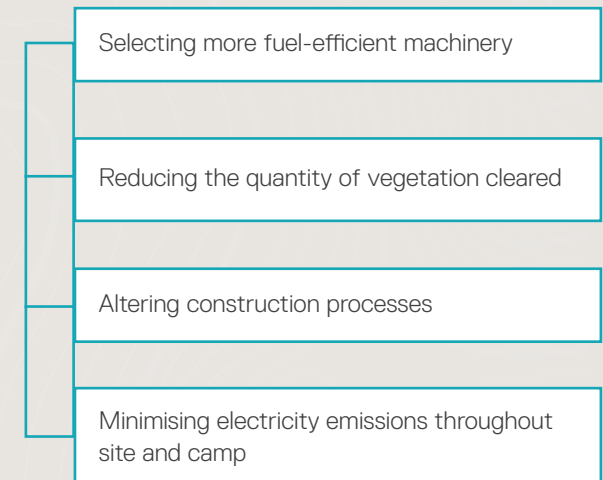 Selecting more fuel-efficient machinery
Reducing the quantity of vegetation cleared
Altering construction processes
Minimising electricity emissions throughout
site and camp